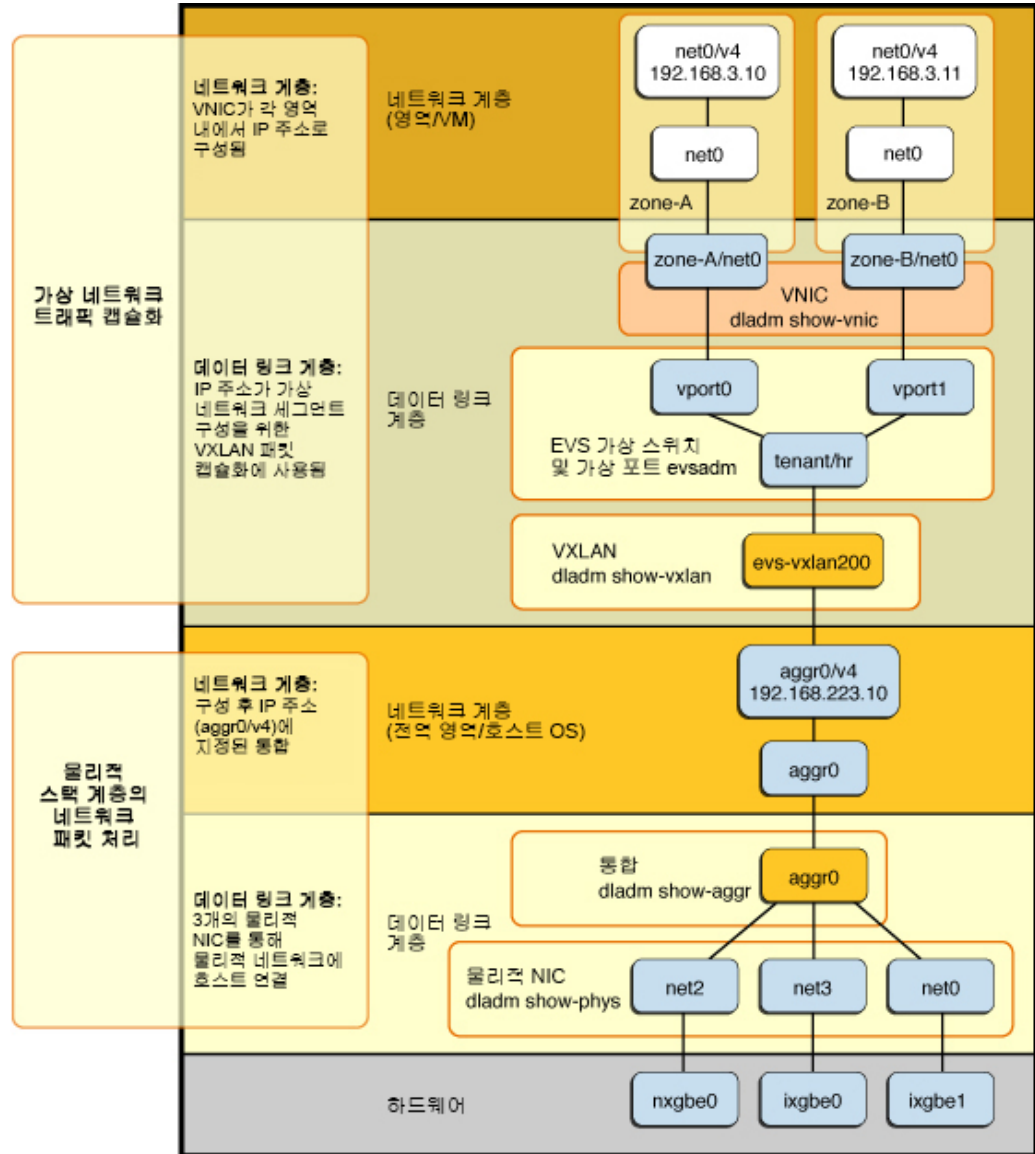 가상 네트워크
트래픽 캡슐화
네트워크 계층:
VNIC가 각 영역
내에서 IP 주소로
구성됨
네트워크 계층
(영역/VM)
net0/v4
192.168.3.10
net0/v4
192.168.3.11
net0
net0
zone-A
zone-B
zone-A/net0
zone-B/net0
VNIC
dladm show-vnic
데이터 링크 계층:
IP 주소가 가상
네트워크 세그먼트
구성을 위한
VXLAN 패킷
캡슐화에 사용됨
데이터 링크
계층
vport0
vport1
EVS 가상 스위치
및 가상 포트 evsadm
tenant/hr
VXLAN
dladm show-vxlan
evs-vxlan200
물리적
스택 계층의
네트워크
패킷 처리
네트워크 계층:
구성 후 IP 주소
(aggr0/v4)에
지정된 통합
네트워크 계층
(전역 영역/호스트 OS)
aggr0/v4
192.168.223.10
aggr0
데이터 링크 계층:
3개의 물리적
NIC를 통해
물리적 네트워크에
호스트 연결
데이터 링크
계층
통합
dladm show-aggr
aggr0
물리적 NIC
dladm show-phys
net2
net3
net0
하드웨어
nxgbe0
ixgbe0
ixgbe1